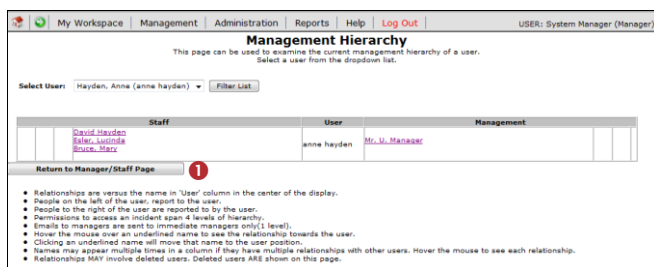 My Workspace Management Administration Reports Help Log Out USER: System Manager (Manager)
Management Hierarchy
This page can be used to examine the current management hierarchy of a user.
Select a user from the dropdown list.
Select User: Hayden, Anne (anne hayden) Filter List
Staff User Management
David Hayden
Esler, Lucinda
Bruce, Mary
anne hayden Mr. U. Manager
Return to Manager/Staff Page 1
• Relationships are versus the name in 'User' column in the center of the display.
• People on the left of the user, report to the user.
• People to the right of the user are reported to by the user.
• Permissions to access an incident span 4 levels of hierarchy.
• Emails to managers are sent to immediate managers only(1 level).
• Hover the mouse over an underlined name to see the relationship towards the user.
• Clicking an underlined name will move that name to the user position.
• Names may appear multiple times in a column if they have multiple relationships with other users. Hover the mouse to see each relationship.
• Relationships MAY involve deleted users. Deleted users ARE shown on this page.